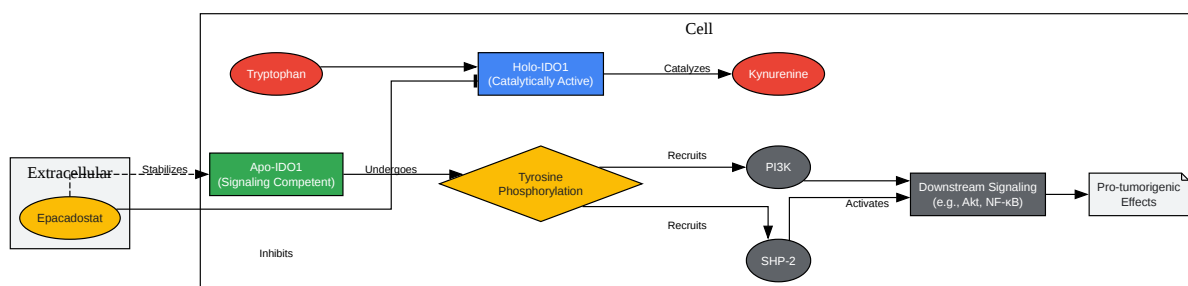 Cell
Tryptophan
Holo-IDO1
(Catalytically Active)
Catalyzes
Kynurenine
Extracellular
Stabilizes
Apo-IDO1
(Signaling Competent)
Undergoes
Tyrosine
Phosphorylation
Recruits
PI3K
Downstream Signaling
(e.g., Akt, NF-κB)
Pro-tumorigenic
Effects
Epacadostat
Activates
Recruits
Inhibits
SHP-2